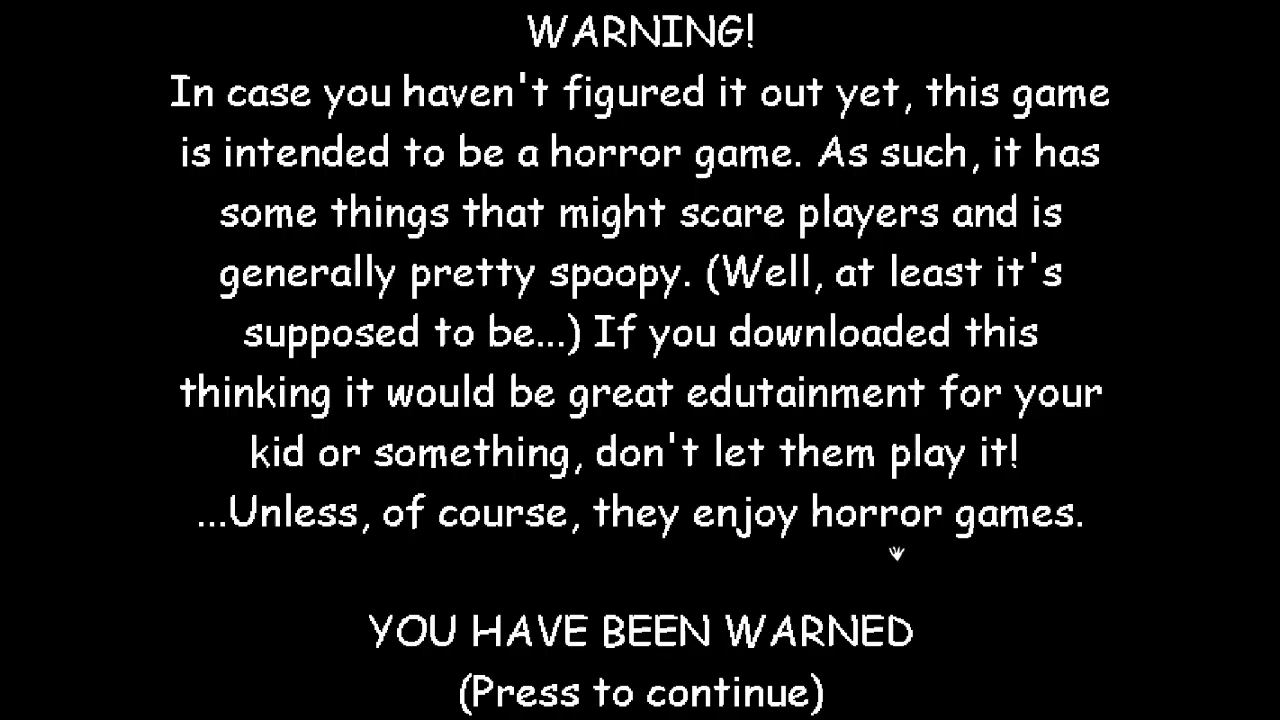 WARNING!
In case you haven't figured it out yet, this game
is intended to be a horror game. As such, it has
some things that might scare players and is
generally pretty spoopy. (Well, at least it's
supposed to be...) If you downloaded this
thinking it would be great edutainment for your
kid or something, don't let them play it!
...Unless, of course, they enjoy horror games.
YOU HAVE BEEN WARNED
(Press to continue)